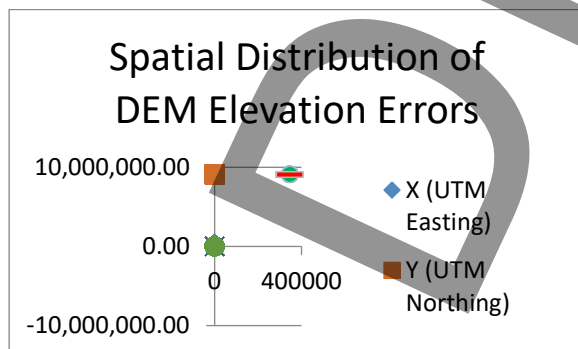 Spatial Distribution of
DEM Elevation Errors
10,000,000.00
0.00
-10,000,000.00
0 400000
X (UTM
Easting)
Y (UTM
Northing)